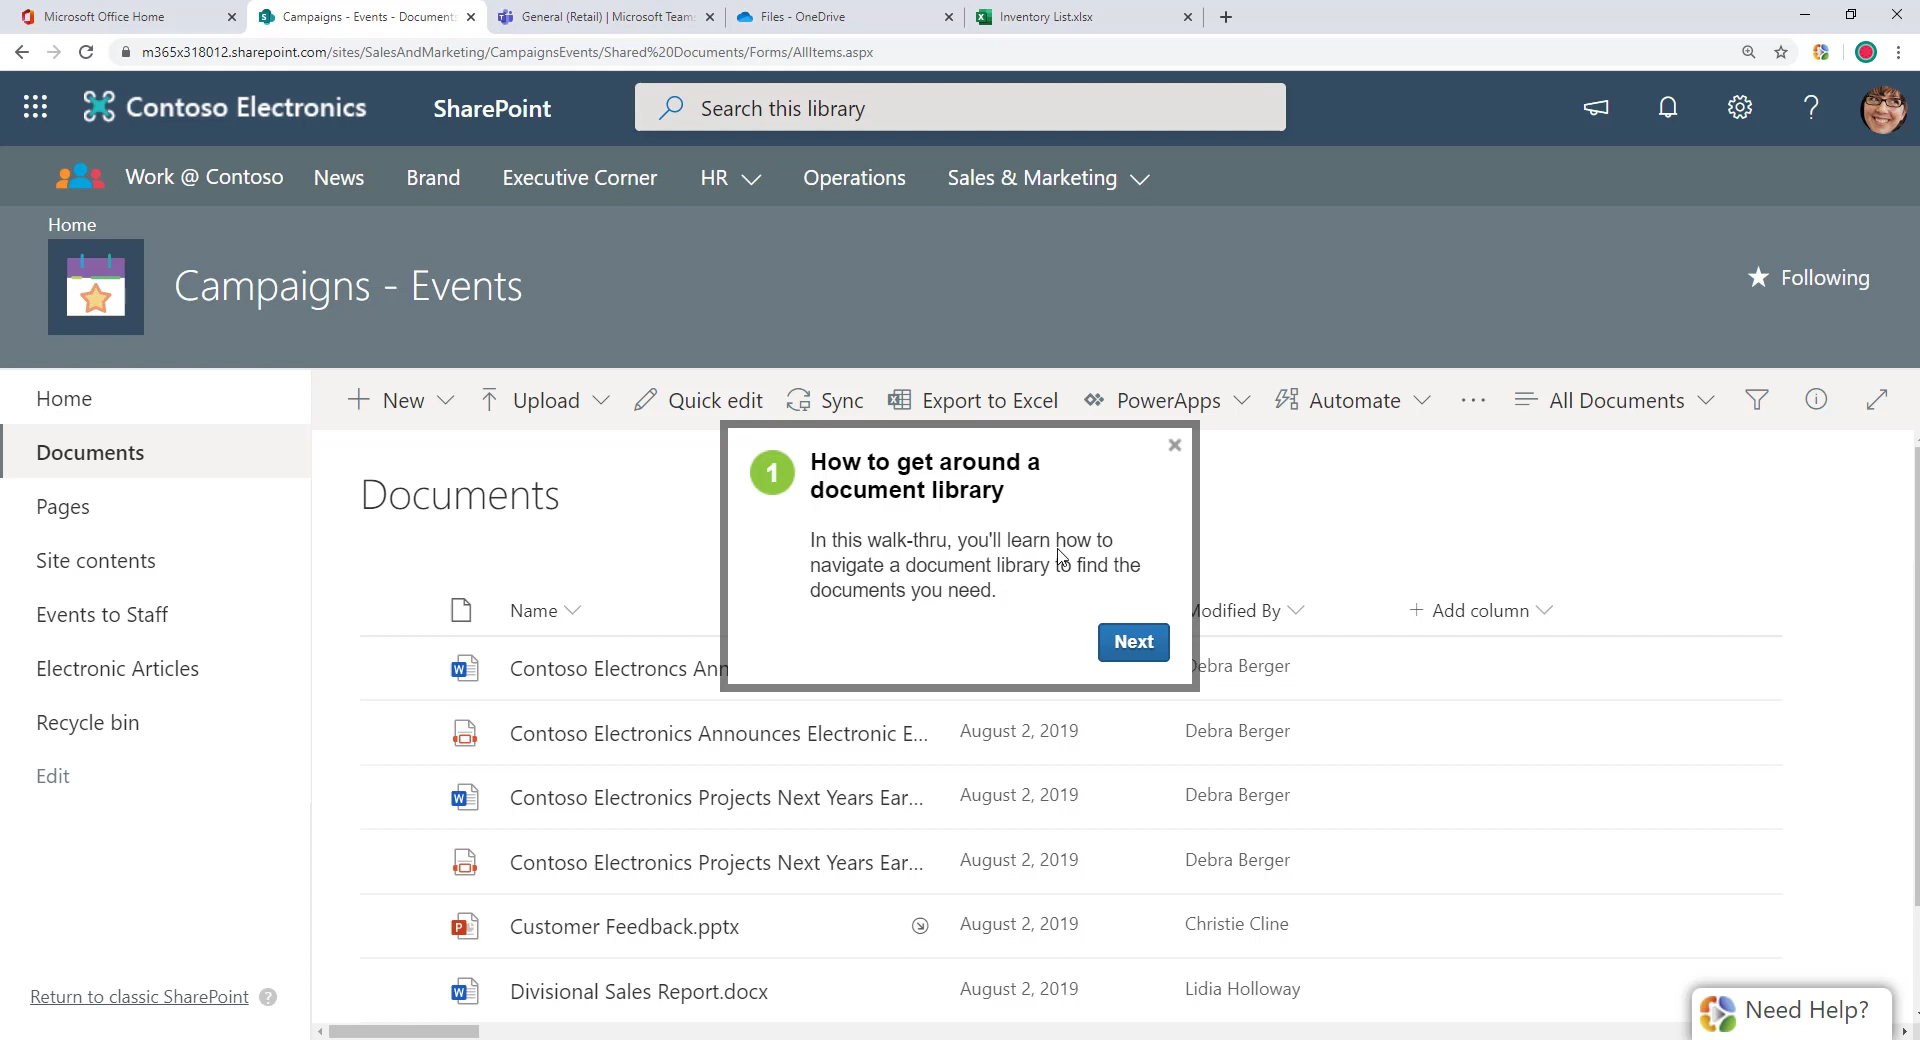 Microsoft Office Home
Campaigns - Events - Documents
General (Retail) | Microsoft Teams
Files - OneDrive
Inventory List.xlsx
m365x318012.sharepoint.com/sites/SalesAndMarketing/CampaignsEvents/Shared%20Documents/Forms/AllItems.aspx
Contoso Electronics SharePoint Search this library
Work @ Contoso News Brand Executive Corner HR Operations Sales & Marketing
Home
Campaigns - Events
Following
Home
Documents
Pages
Site contents
Events to Staff
Electronic Articles
Recycle bin
Edit
Return to classic SharePoint ?
New Upload Quick edit Sync Export to Excel PowerApps Automate ... All Documents
Documents
1 How to get around a
document library
In this walk-thru, you'll learn how to
navigate a document library to find the
documents you need.
Next
Name Modified By + Add column
Contoso Electroncs Ann Debra Berger
Contoso Electronics Announces Electronic E... August 2, 2019 Debra Berger
Contoso Electronics Projects Next Years Ear... August 2, 2019 Debra Berger
Contoso Electronics Projects Next Years Ear... August 2, 2019 Debra Berger
Customer Feedback.pptx August 2, 2019 Christie Cline
Divisional Sales Report.docx August 2, 2019 Lidia Holloway
Need Help?